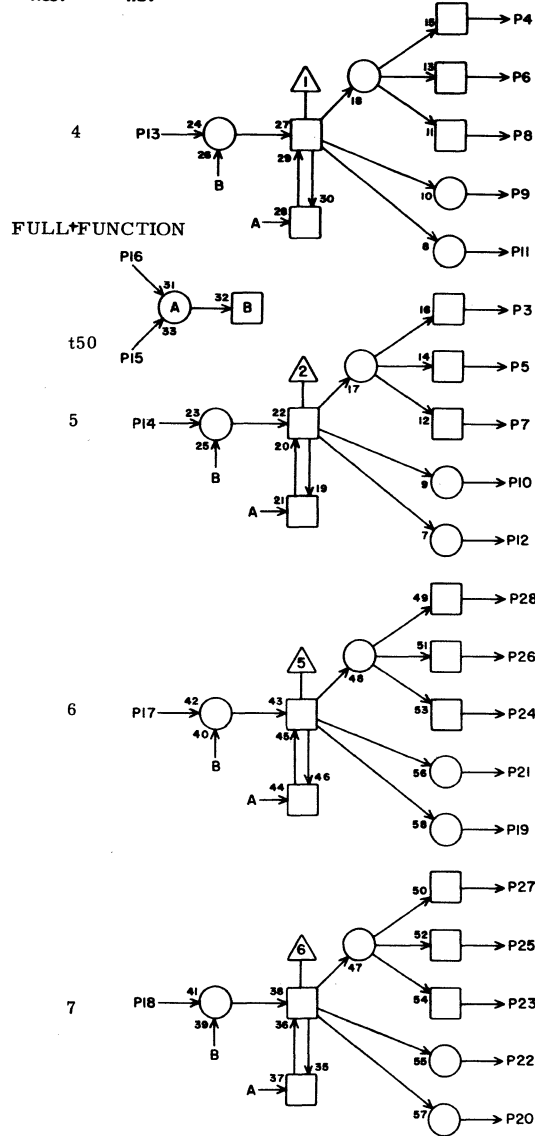 15 P4
1
13 P6
18
4 P13 24 27 11 P8
26 29
B 30 10 P9
A 28
8 P11
FULL+FUNCTION
P16
31 A 32 B
33
t50 P15
16 P3
2
14 P5
17
5 P14 23 22 12 P7
25 20
B 19 9 P10
A 21
7 P12
49 P28
5
51 P26
48
6 P17 42 43 53 P24
40 45
B 46 56 P21
A 44
58 P19
50 P27
6
52 P25
47
7 P18 41 38 54 P23
39 36
B 35 55 P22
A 37
57 P20